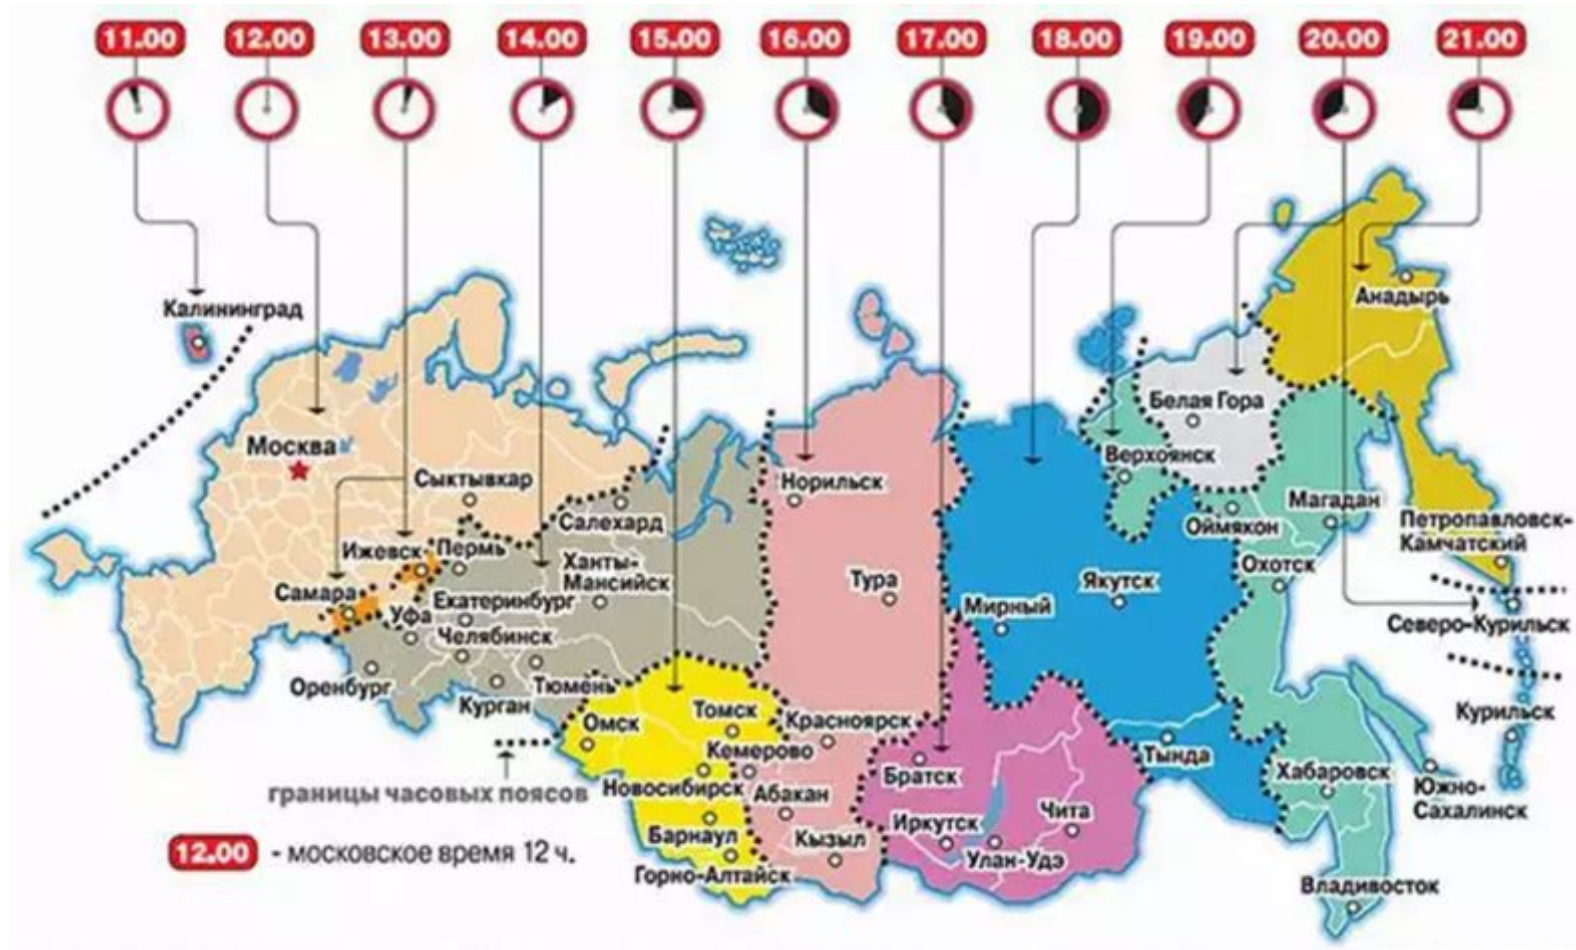 11.00 12.00 13.00 14.00 15.00 16.00 17.00 18.00 19.00 20.00 21.00
Калининград
Анадырь
Белая Гора
Москва
Верхоянск
Сыктывкар
Норильск
Магадан
Салехард
Оймякон
Петропавловск-
Камчатский
Ижевск
Пермь
Ханты-
Мансийск
Охотск
Тура
Якутск
Самара
Екатеринбург
Мирный
Уфа
Северо-Курильск
Челябинск
Оренбург
Тюмень
Курган
Томск
Красноярск
Курильск
Омск
Кемерово
Тында
Братск
Хабаровск
границы часовых поясов
Новосибирск
Абакан
Южно-
Сахалинск
Чита
Иркутск
Барнаул
Кызыл
12.00 - московское время 12 ч.
Улан-Удэ
Горно-Алтайск
Владивосток